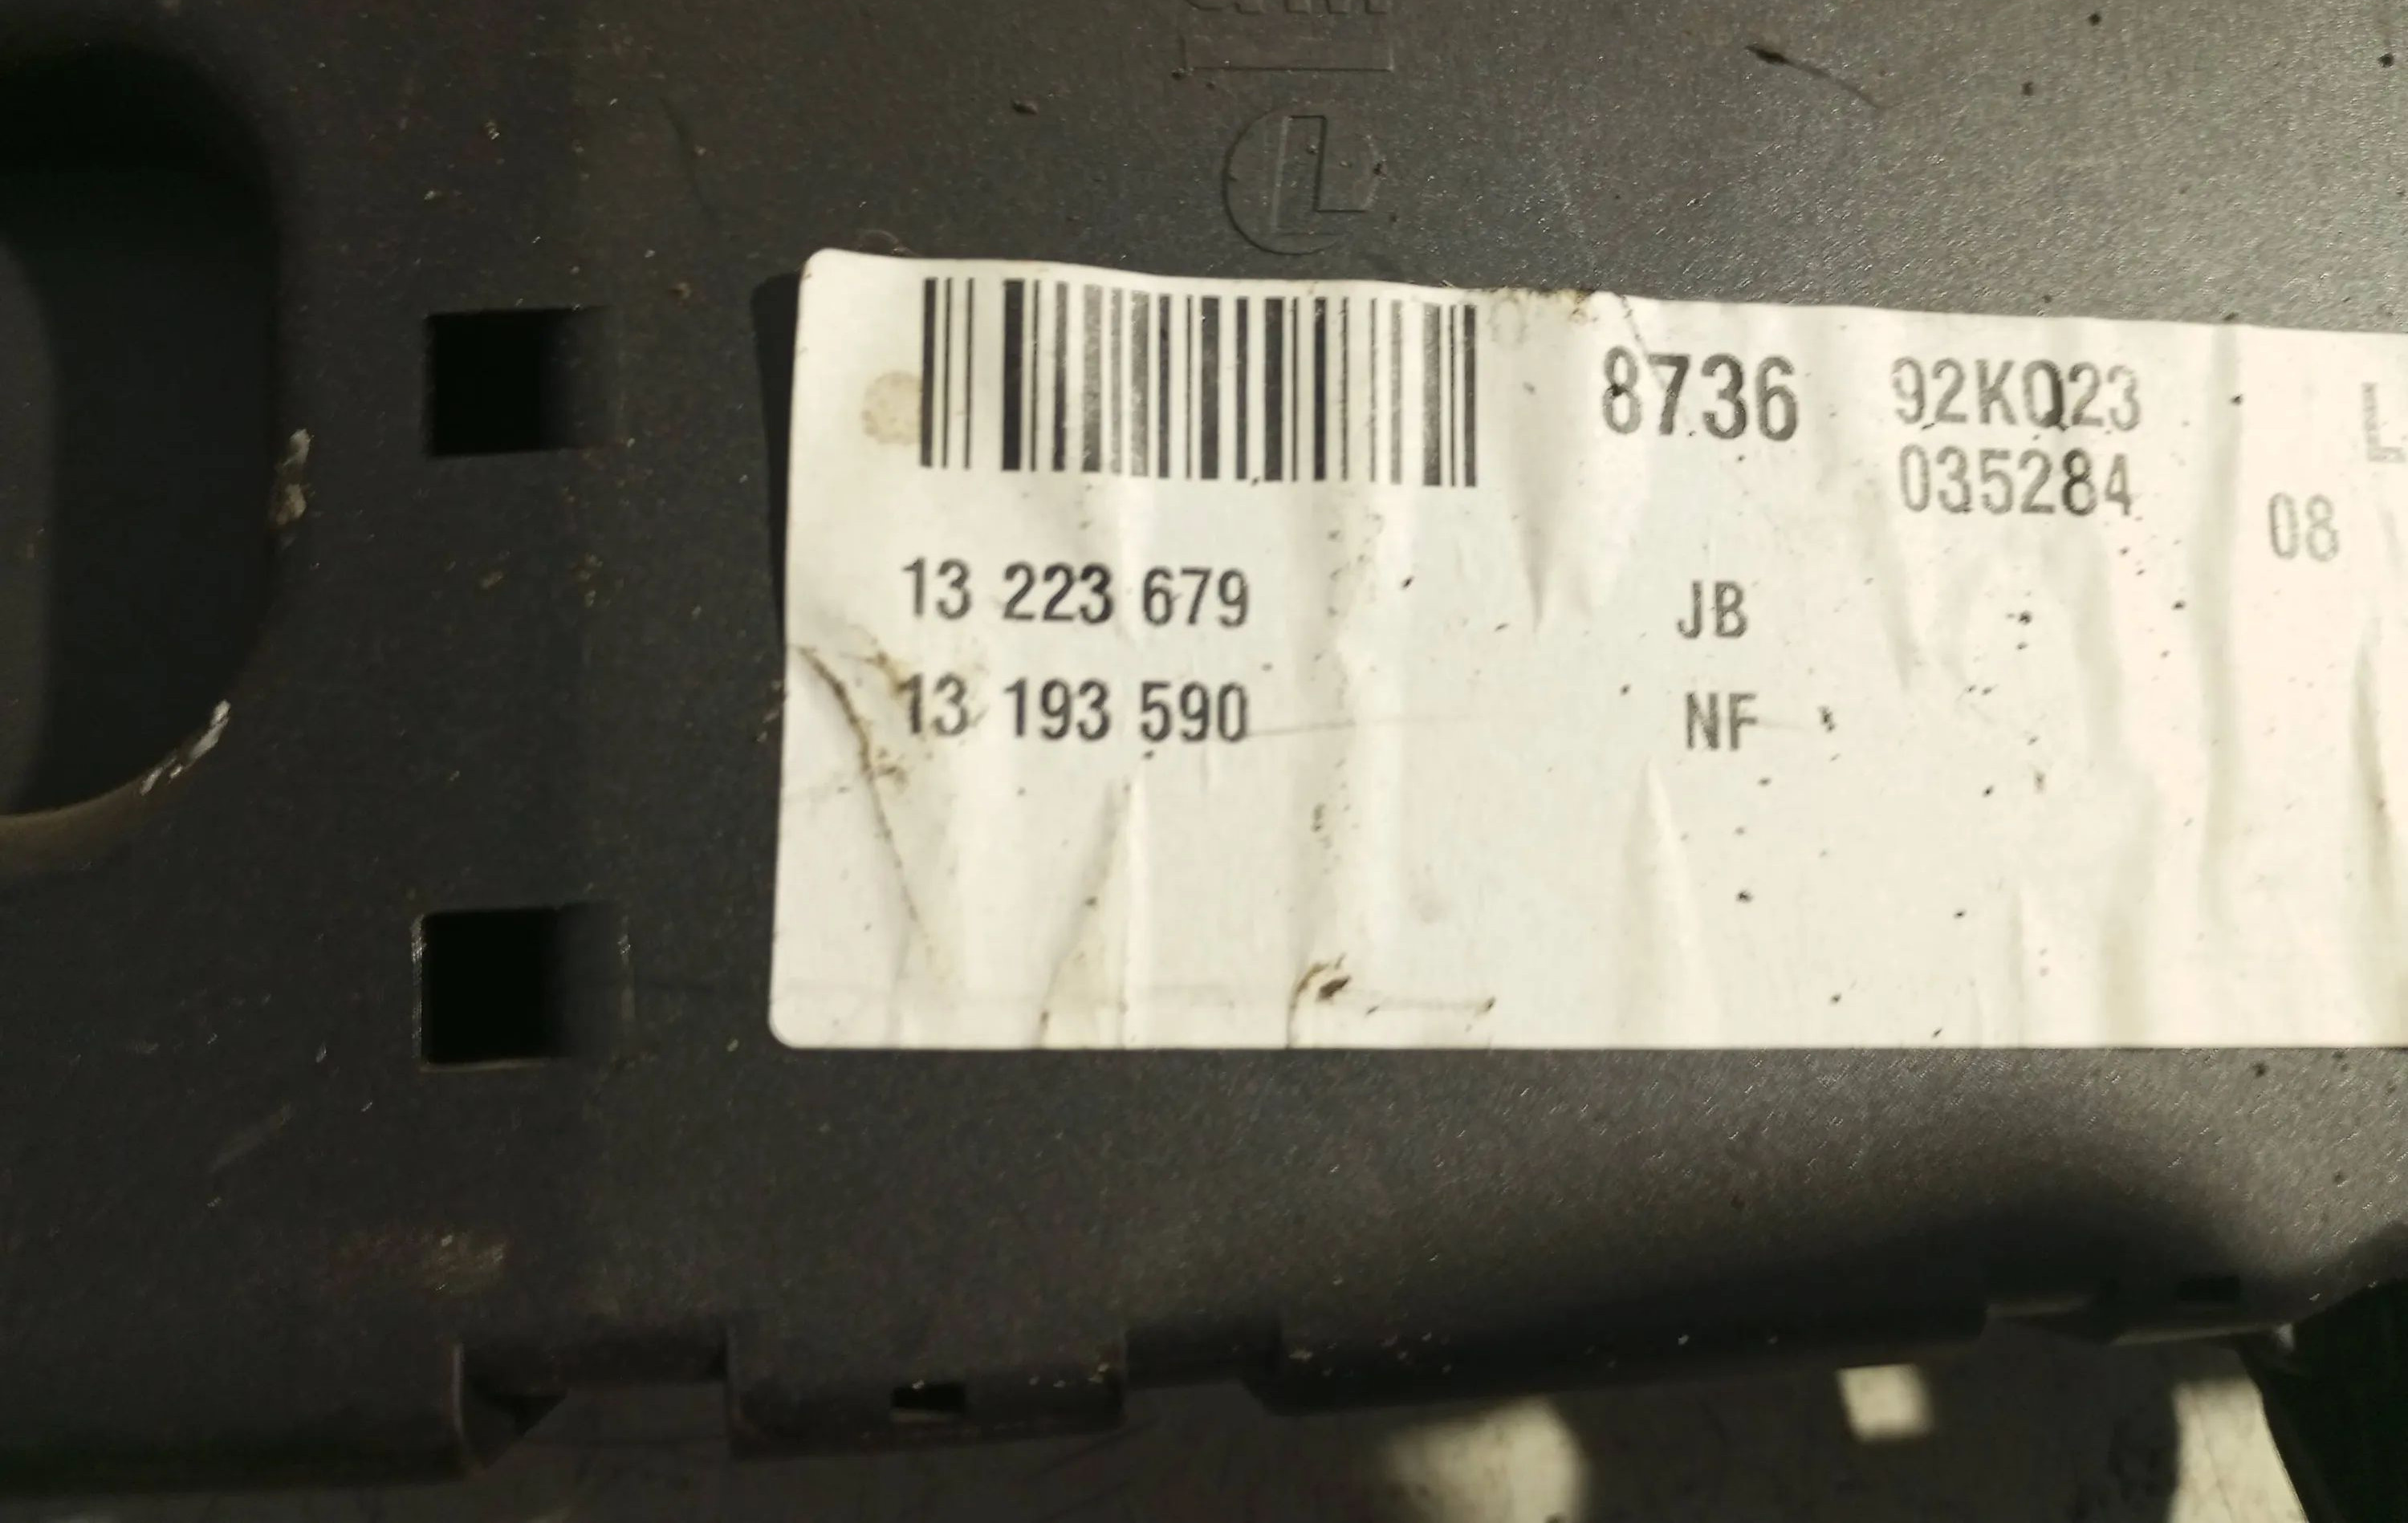 L
8736 92KQ23 L
035284
08
13 223 679 JB
13 193 590 NF